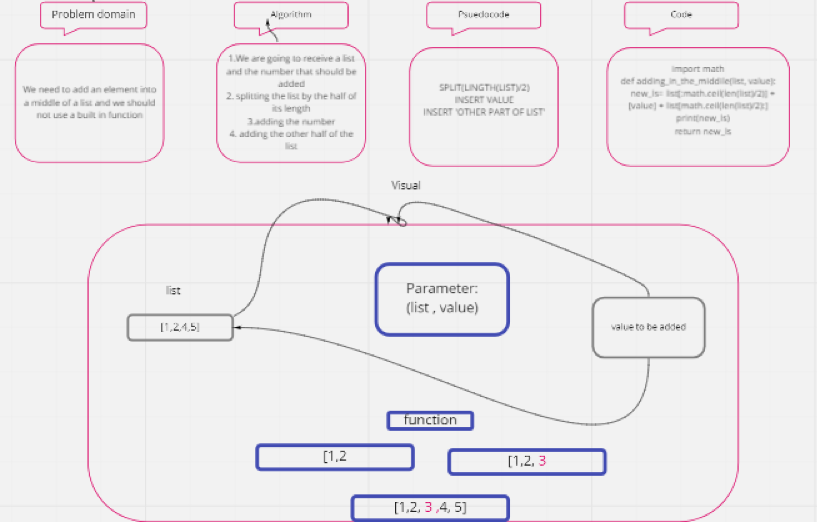 Problem domain
Algorithm
Psuedocode
Code
We need to add an element into
a middle of a list and we should
not use a built in function
1.We are going to receive a list
and the number that should be
added
2. splitting the list by the half of
its length
3.adding the number
4. adding the other half of the
list
SPLIT(LINGTH(LIST)/2)
INSERT VALUE
INSERT 'OTHER PART OF LIST'
import math
def adding_in_the_middile(list, value):
new_ls= list[:math.ceil(len(list)/2)] +
[value] + list[math.ceil(len(list)/2):]
print(new_ls)
return new_ls
Visual
list
[1,2,4,5]
Parameter:
(list , value)
value to be added
function
[1,2
[1,2, 3
[1,2, 3 ,4, 5]